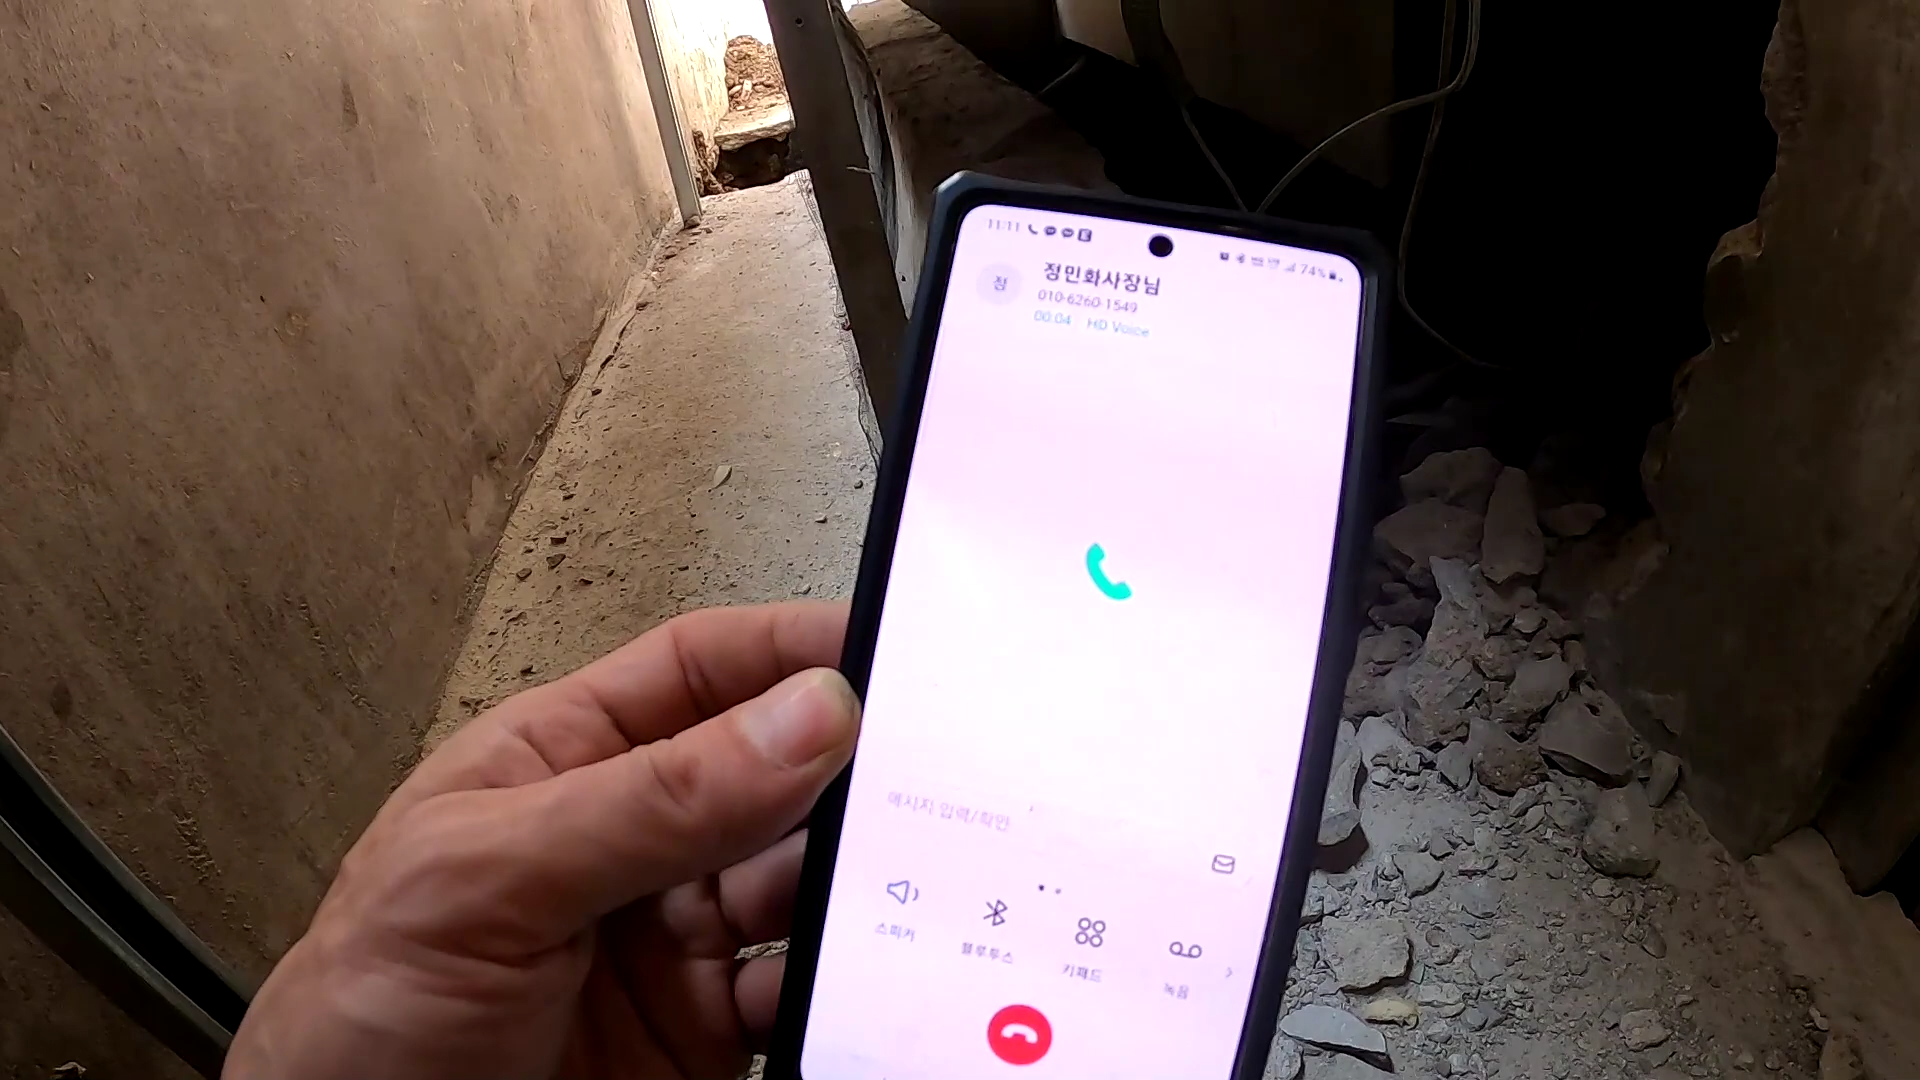 11:11
74%
정
정민화사장님
010-6260-1549
00:04 HD Voice
메시지 입력/확인
스피커
블루투스
키패드
녹음